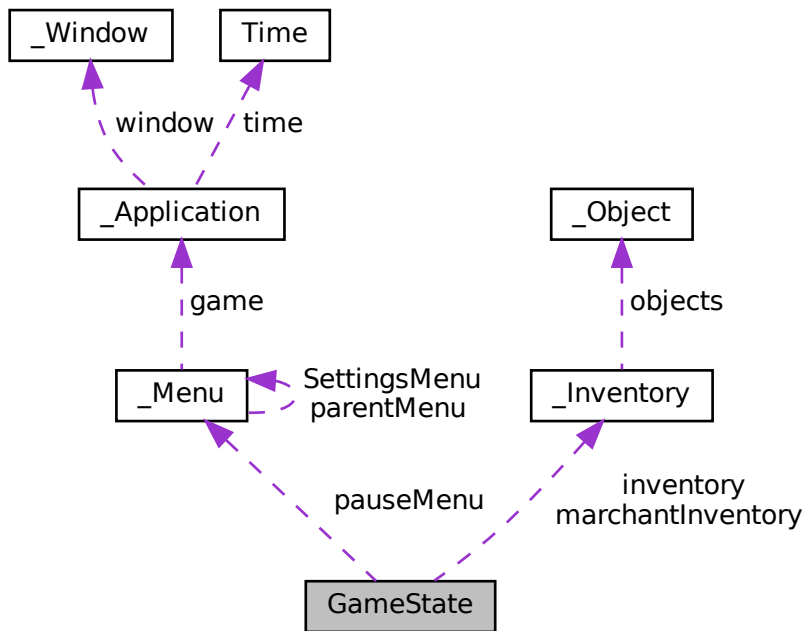 _Window
Time
window
time
_Application
_Object
game
objects
_Menu
SettingsMenu
parentMenu
_Inventory
pauseMenu
inventory
marchantInventory
GameState